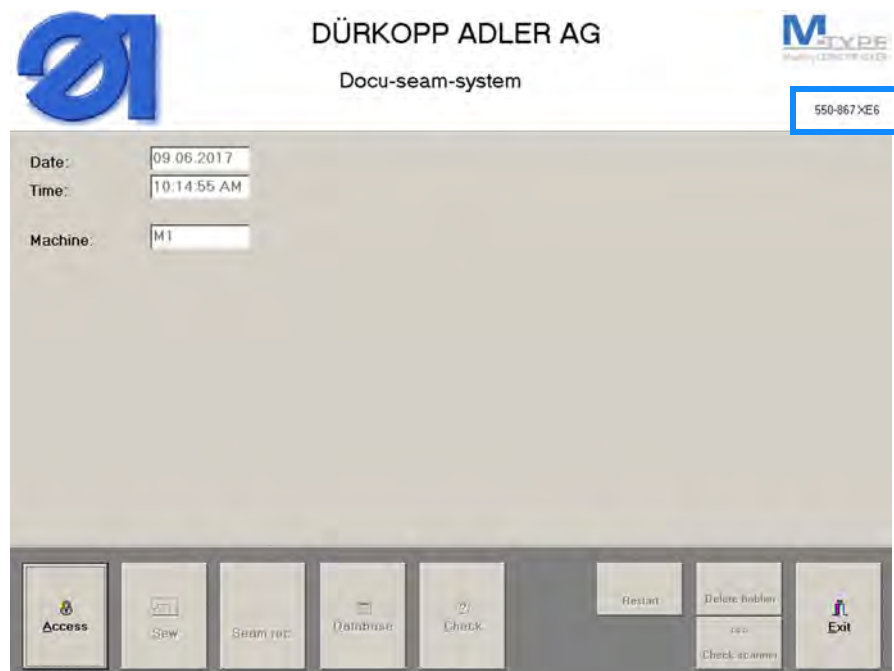 DÜRKOPP ADLER AG
Docu-seam-system
M-TYPE
550-867 XE6
Date: 09.06.2017
Time: 10:14:55 AM
Machine: M1
Access
Sew
Seam rec.
Database
Check
Restart
Delete bobbin
Check scanner
Exit